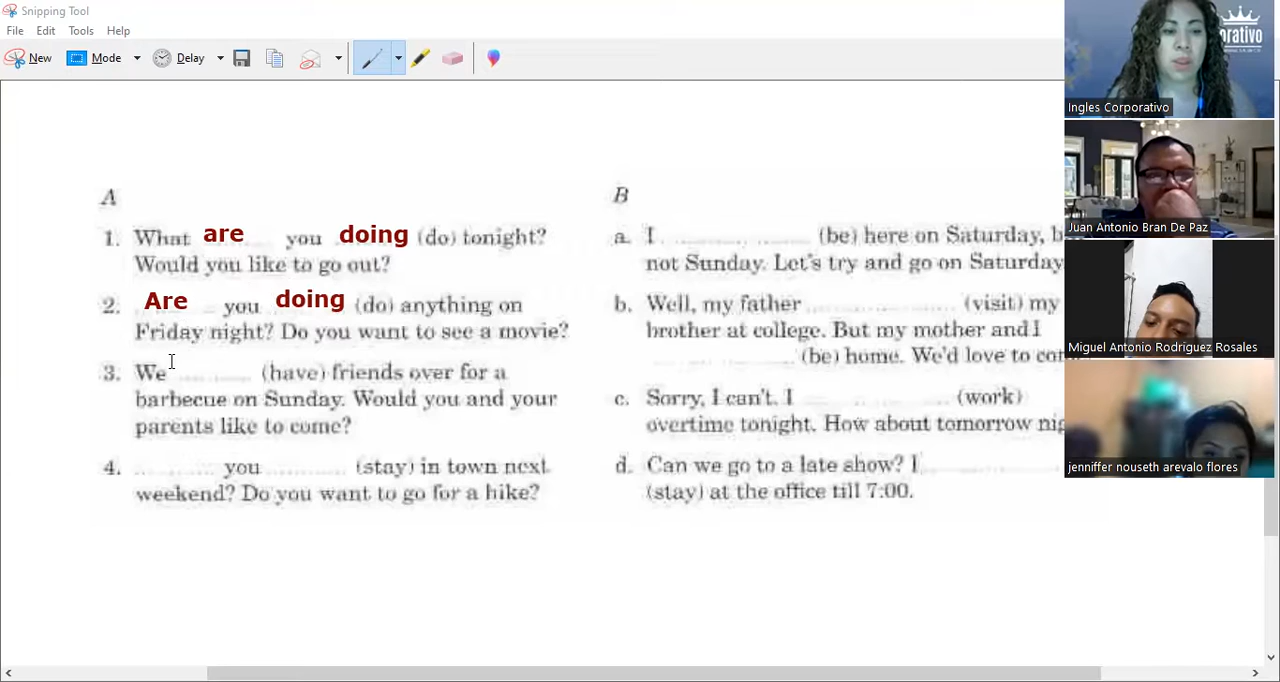 Snipping Tool
File Edit Tools Help
New Mode Delay
orativo
Ingles Corporativo
Juan Antonio Bran De Paz
Miguel Antonio Rodriguez Rosales
jenniffer nouseth arevalo flores
A
1. What are you doing (do) tonight?
Would you like to go out?
2. Are you doing (do) anything on
Friday night? Do you want to see a movie?
3. We (have) friends over for a
barbecue on Sunday. Would you and your
parents like to come?
4. you (stay) in town next
weekend? Do you want to go for a hike?
B
a. I (be) here on Saturday, b
not Sunday. Let's try and go on Saturday
b. Well, my father (visit) my
brother at college. But my mother and I
(be) home. We'd love to co
c. Sorry, I can't. I (work)
overtime tonight. How about tomorrow nig
d. Can we go to a late show? I
(stay) at the office till 7:00.